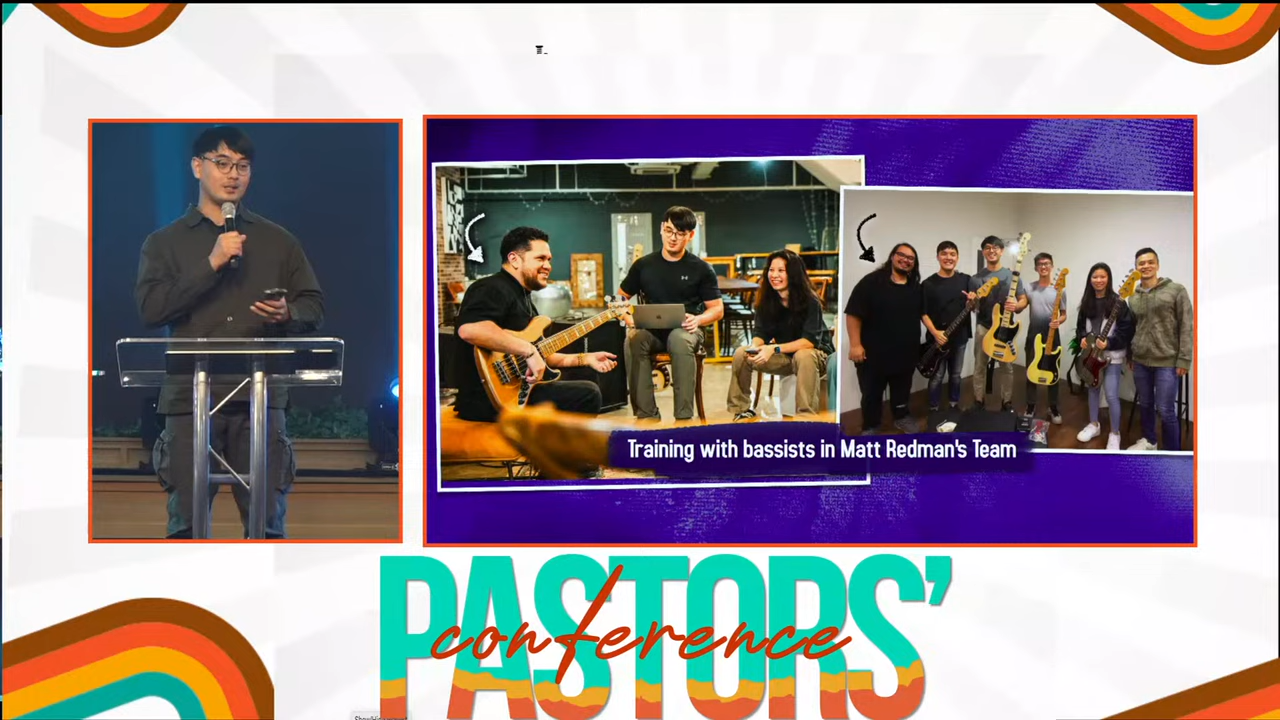 Training with bassists in Matt Redman's Team
PASTORS'
conference